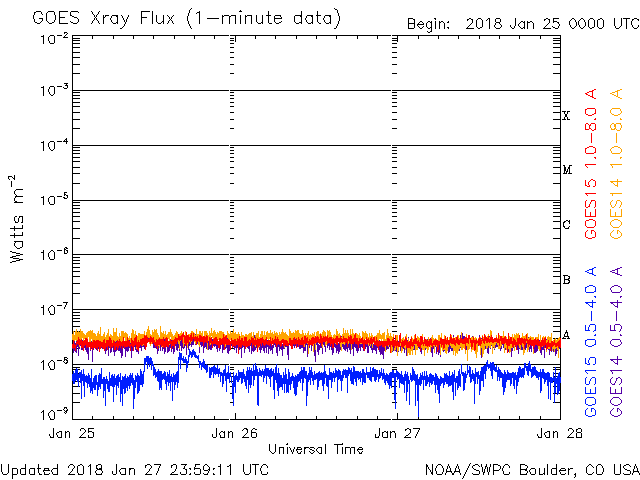 GOES Xray Flux (1-minute data)
Begin: 2018 Jan 25 0000 UTC
10-2
10-3
10-4
10-5
10-6
10-7
10-8
10-9
Watts m-2
X
M
C
B
A
GOES15 1.0-8.0 A
GOES14 1.0-8.0 A
GOES15 0.5-4.0 A
GOES14 0.5-4.0 A
Jan 25
Jan 26
Jan 27
Jan 28
Universal Time
Updated 2018 Jan 27 23:59:11 UTC
NOAA/SWPC Boulder, CO USA